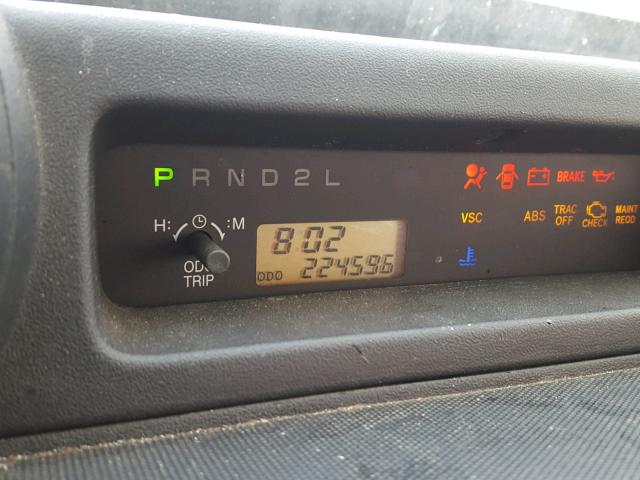 P R N D 2 L
BRAKE
H: :M
VSC ABS TRAC OFF CHECK MAINT REQD
8 02
ODO TRIP
ODO 224596